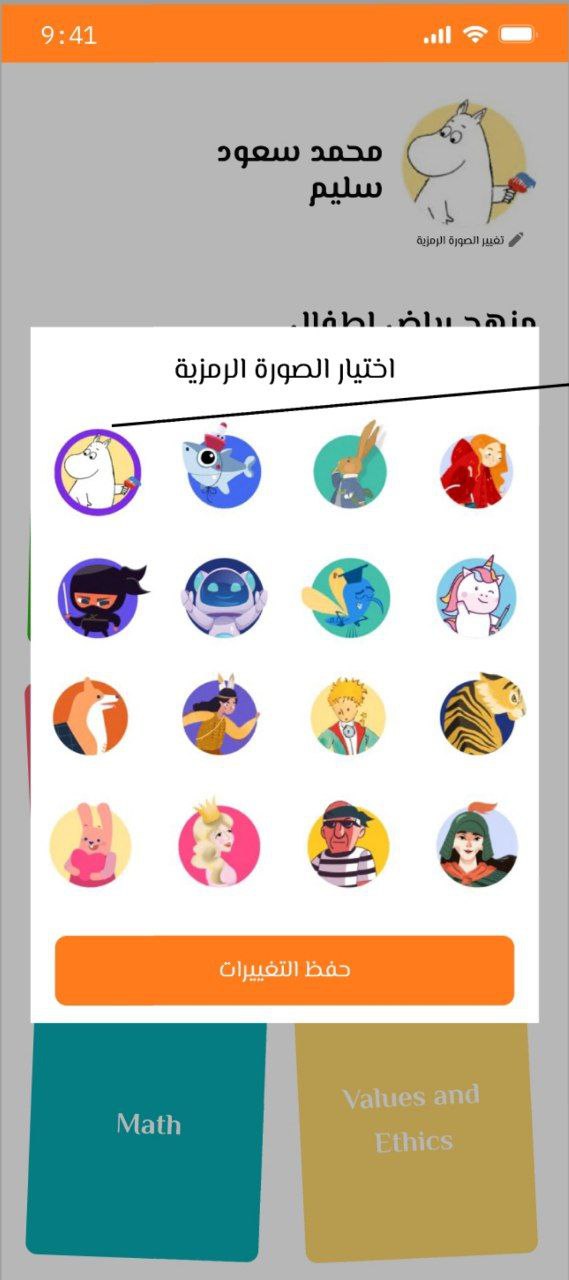 9:41
محمد سعود
سليم
تغيير الصورة الرمزية
منهج رياض اطفال
اختيار الصورة الرمزية
حفظ التغييرات
Math
Values and
Ethics